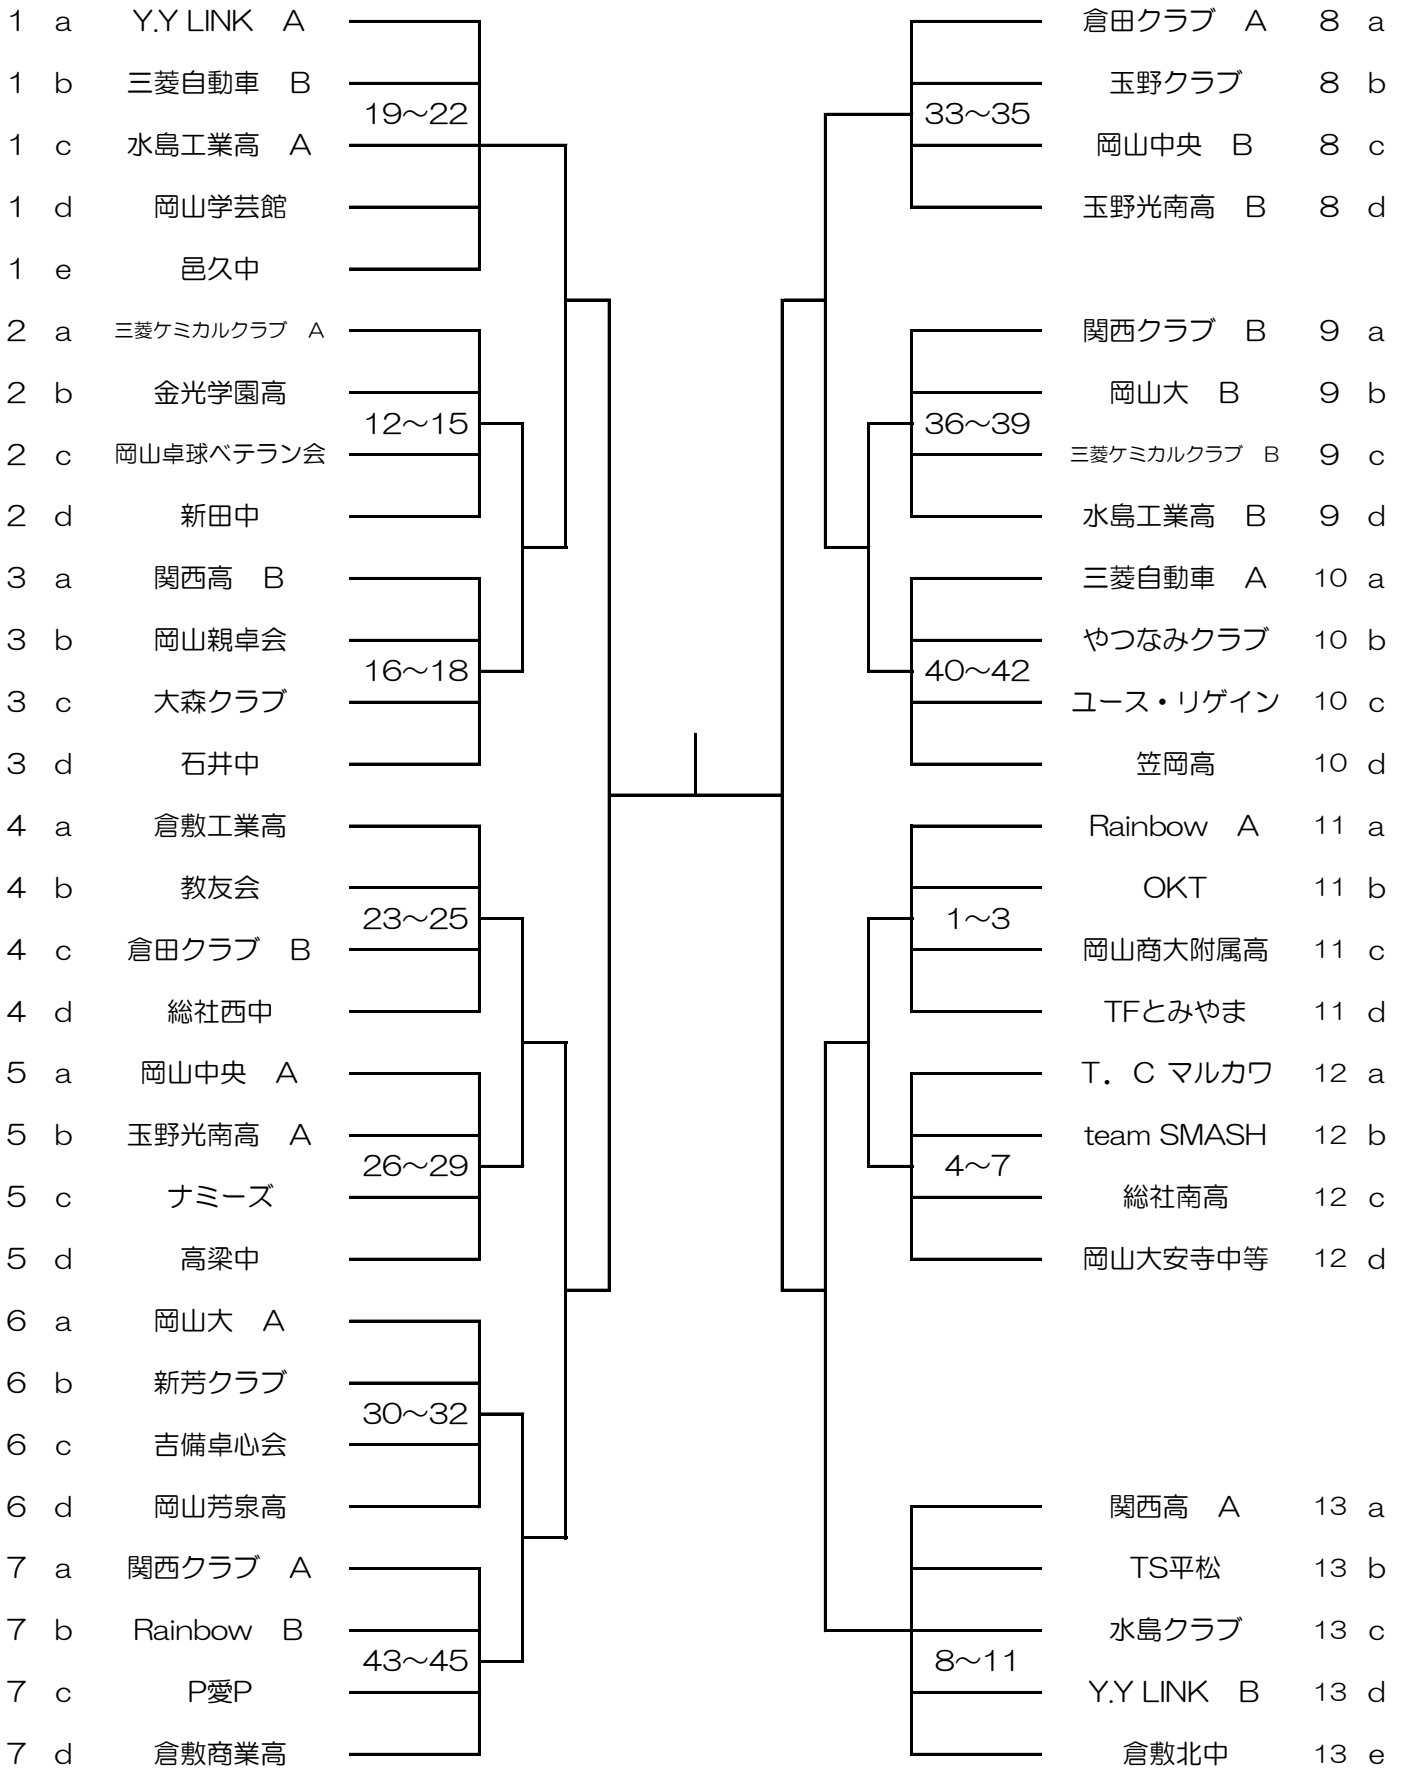 1 a Y.Y LINK A
1 b 三菱自動車 B
19～22
1 c 水島工業高 A
1 d 岡山学芸館
1 e 邑久中
2 a 三菱ケミカルクラブ A
2 b 金光学園高
12～15
2 c 岡山卓球ベテラン会
2 d 新田中
3 a 関西高 B
3 b 岡山親卓会
16～18
3 c 大森クラブ
3 d 石井中
4 a 倉敷工業高
4 b 教友会
23～25
4 c 倉田クラブ B
4 d 総社西中
5 a 岡山中央 A
5 b 玉野光南高 A
26～29
5 c ナミーズ
5 d 高梁中
6 a 岡山大 A
6 b 新芳クラブ
30～32
6 c 吉備卓心会
6 d 岡山芳泉高
7 a 関西クラブ A
7 b Rainbow B
43～45
7 c P愛P
7 d 倉敷商業高
倉田クラブ A 8 a
玉野クラブ 8 b
33～35
岡山中央 B 8 c
玉野光南高 B 8 d
関西クラブ B 9 a
岡山大 B 9 b
36～39
三菱ケミカルクラブ B 9 c
水島工業高 B 9 d
三菱自動車 A 10 a
やつなみクラブ 10 b
40～42
ユース・リゲイン 10 c
笠岡高 10 d
Rainbow A 11 a
OKT 11 b
1～3
岡山商大附属高 11 c
TFとみやま 11 d
T．C マルカワ 12 a
team SMASH 12 b
4～7
総社南高 12 c
岡山大安寺中等 12 d
関西高 A 13 a
TS平松 13 b
水島クラブ 13 c
8～11
Y.Y LINK B 13 d
倉敷北中 13 e